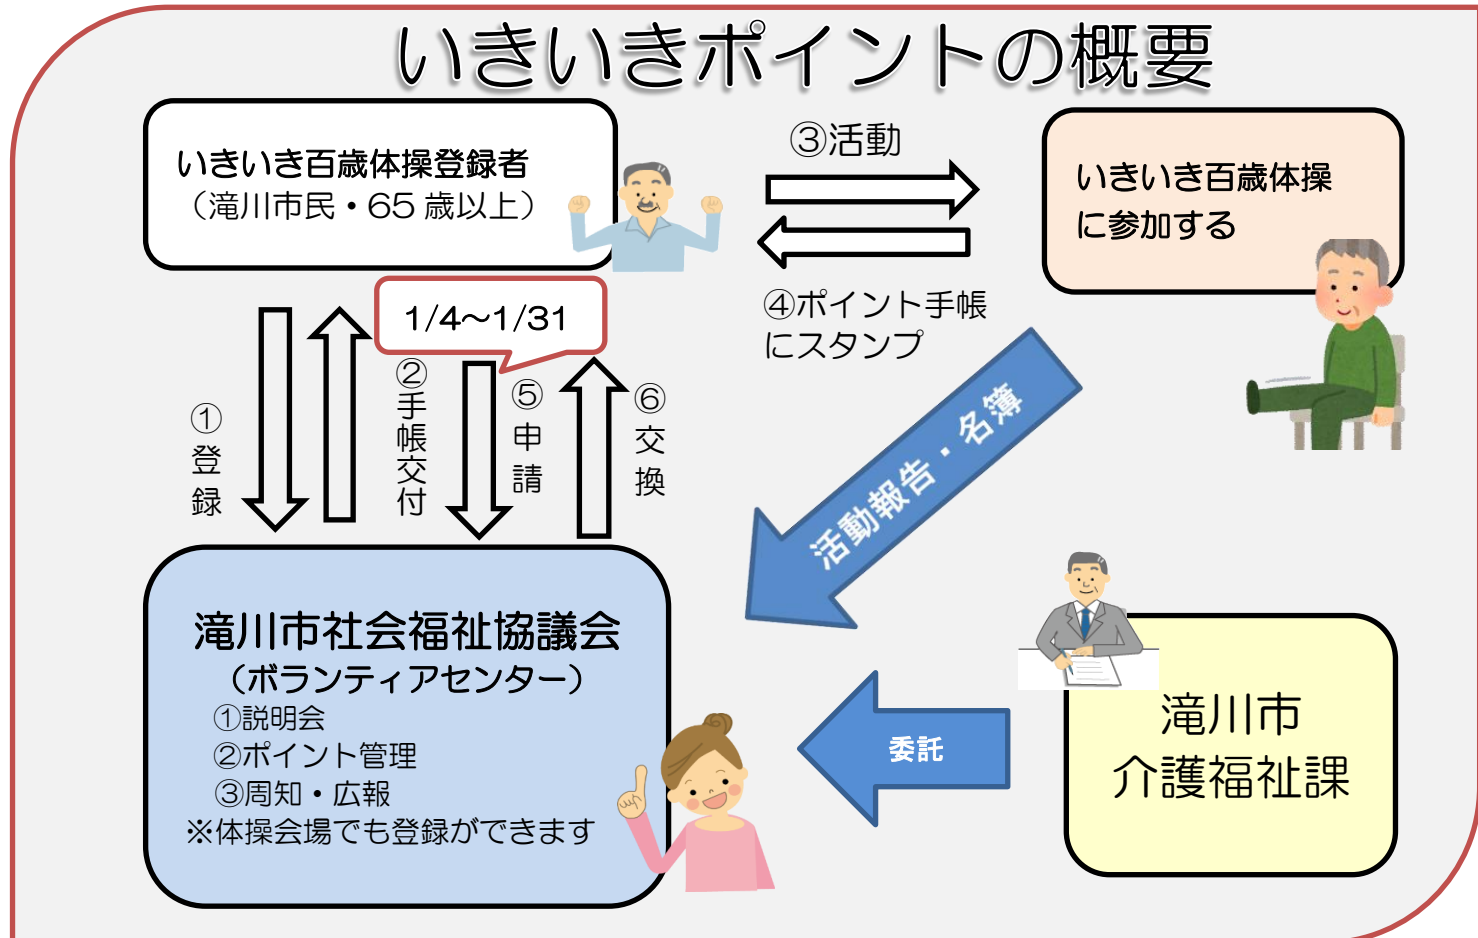 いきいきポイントの概要
いきいき百歳体操登録者
（滝川市民・65歳以上）
③活動
いきいき百歳体操
に参加する
④ポイント手帳
にスタンプ
1/4～1/31
①登録
②手帳交付
⑤申請
⑥交換
活動報告・名簿
滝川市社会福祉協議会
（ボランティアセンター）
①説明会
②ポイント管理
③周知・広報
※体操会場でも登録ができます
委託
滝川市
介護福祉課